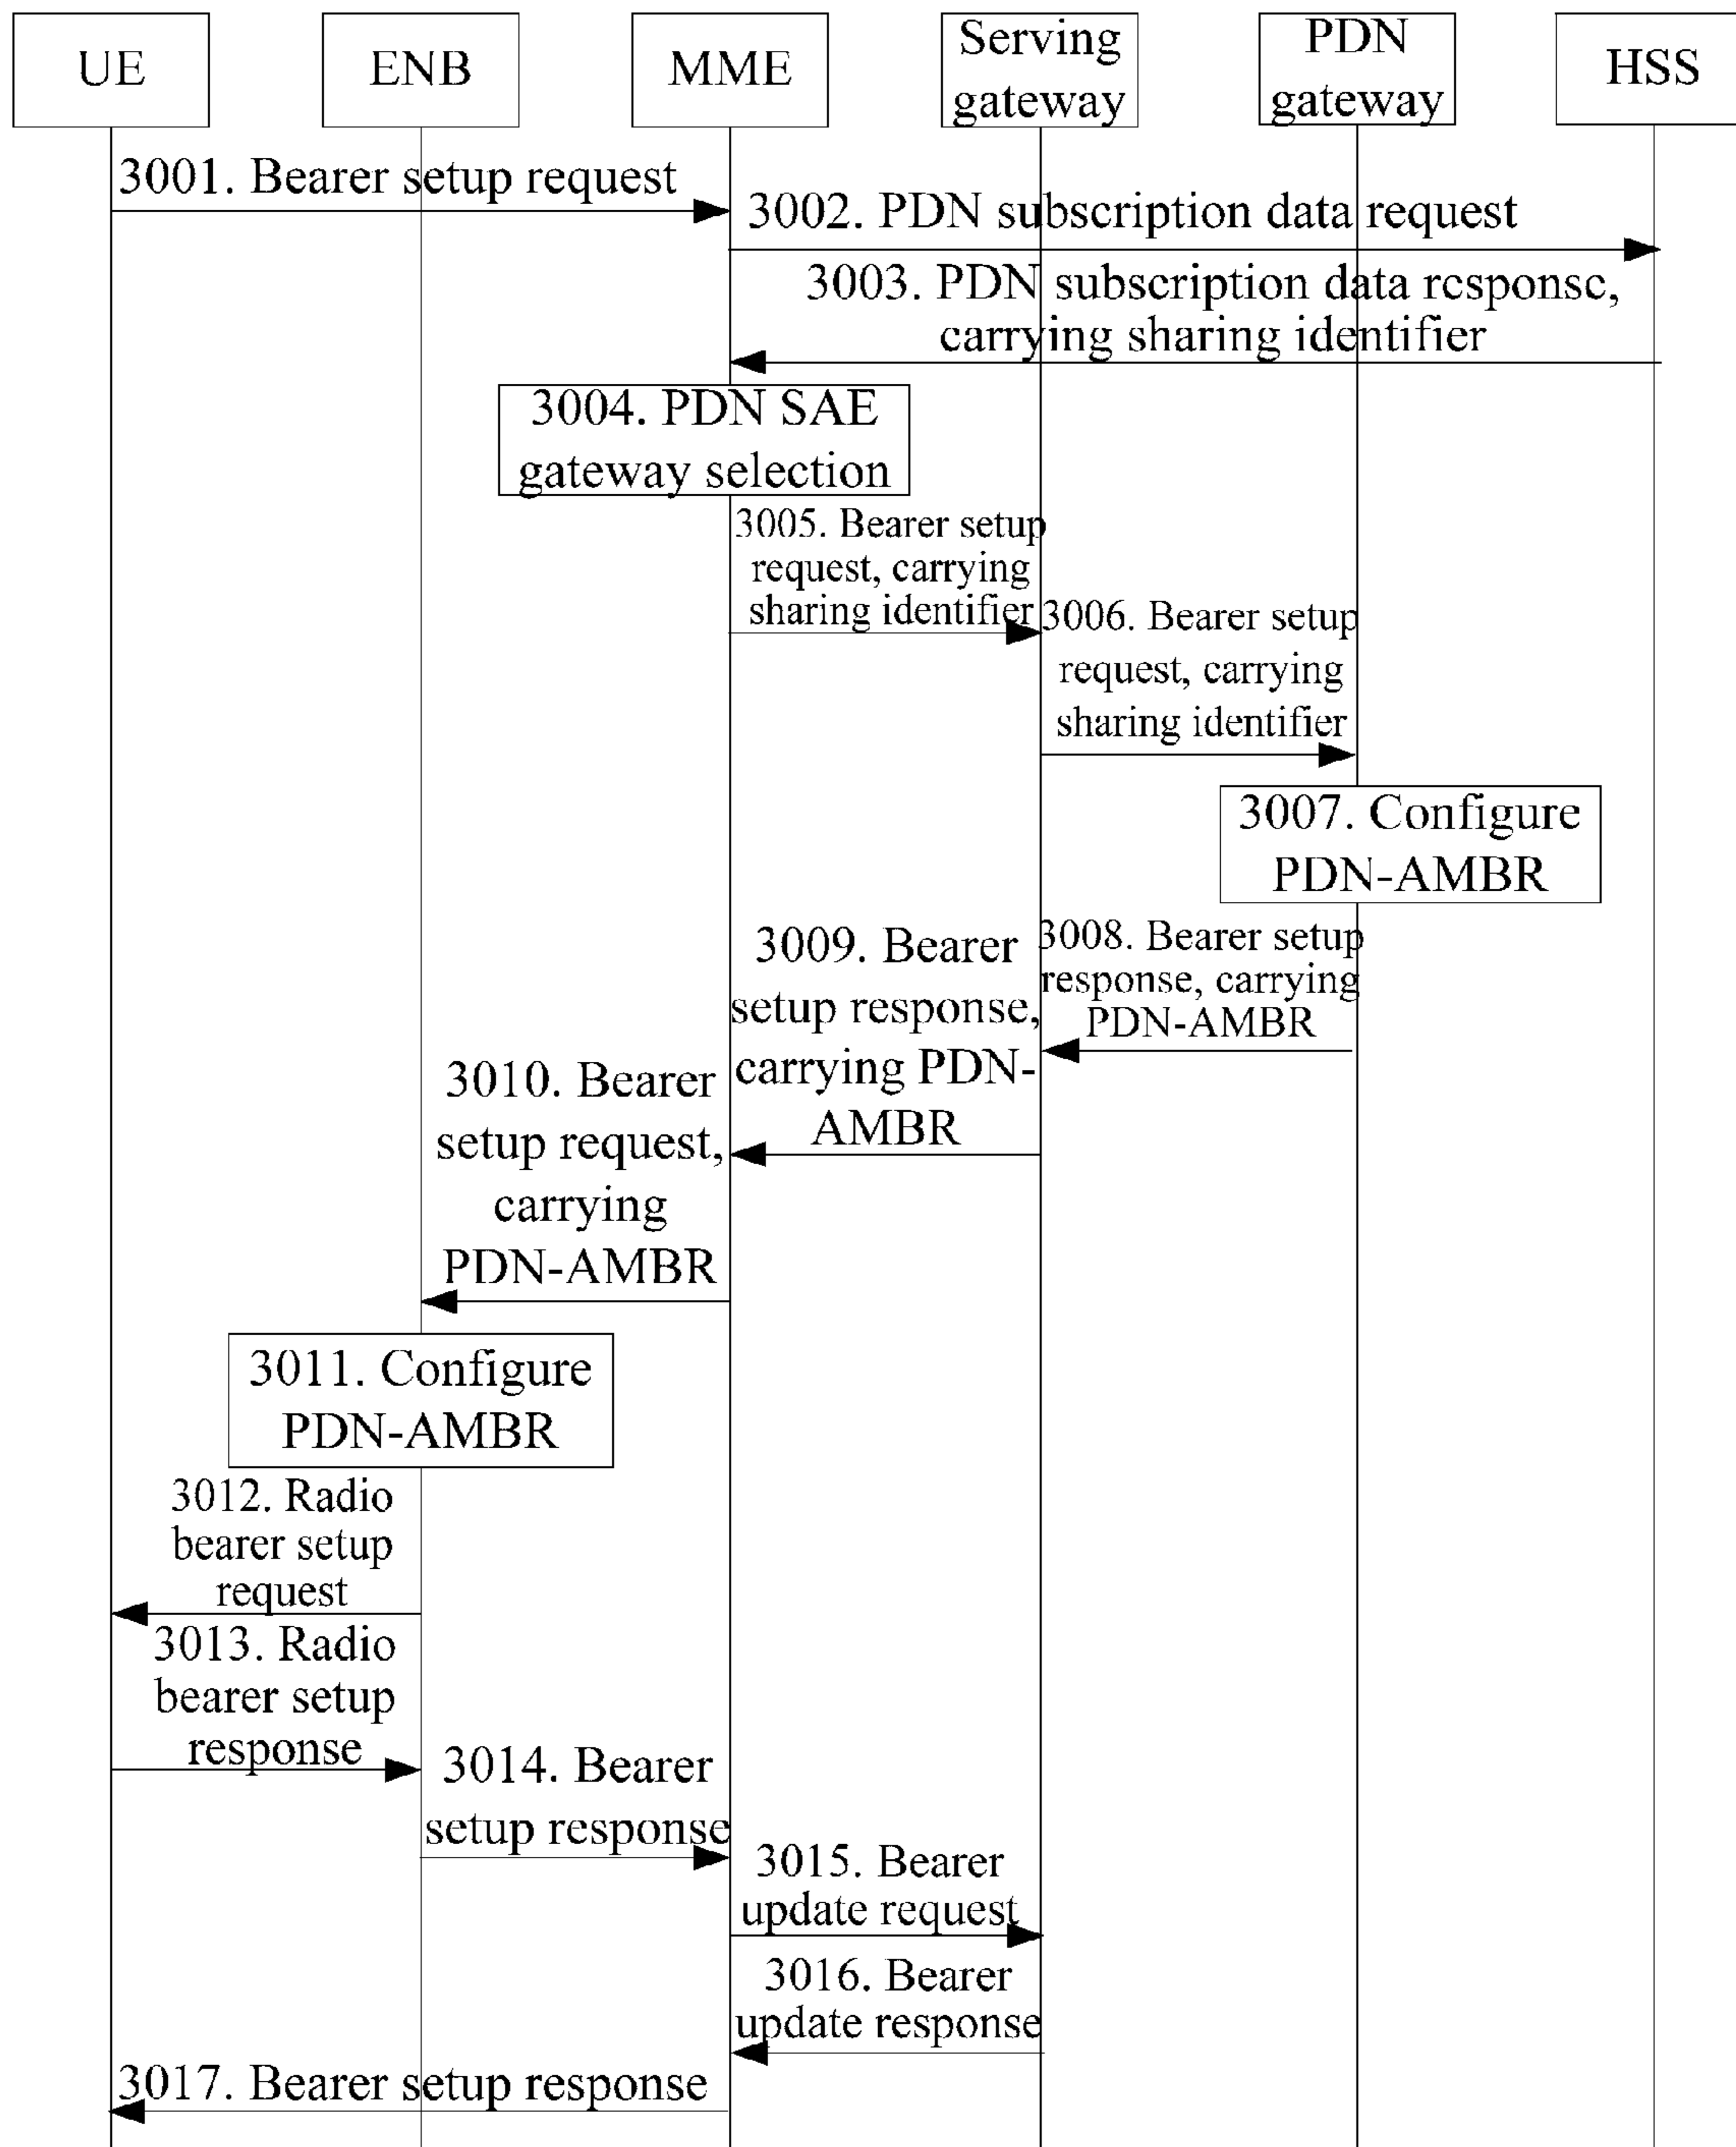 UE
ENB
MME
Serving
gateway
PDN
gateway
HSS
3001. Bearer setup request
3002. PDN subscription data request
3003. PDN subscription data response,
carrying sharing identifier
3004. PDN SAE
gateway selection
3005. Bearer setup
request, carrying
sharing identifier
3006. Bearer setup
request, carrying
sharing identifier
3007. Configure
PDN-AMBR
3008. Bearer setup
response, carrying
PDN-AMBR
3009. Bearer
setup response,
carrying PDN-
AMBR
3010. Bearer
setup request,
carrying
PDN-AMBR
3011. Configure
PDN-AMBR
3012. Radio
bearer setup
request
3013. Radio
bearer setup
response
3014. Bearer
setup response
3015. Bearer
update request
3016. Bearer
update response
3017. Bearer setup response